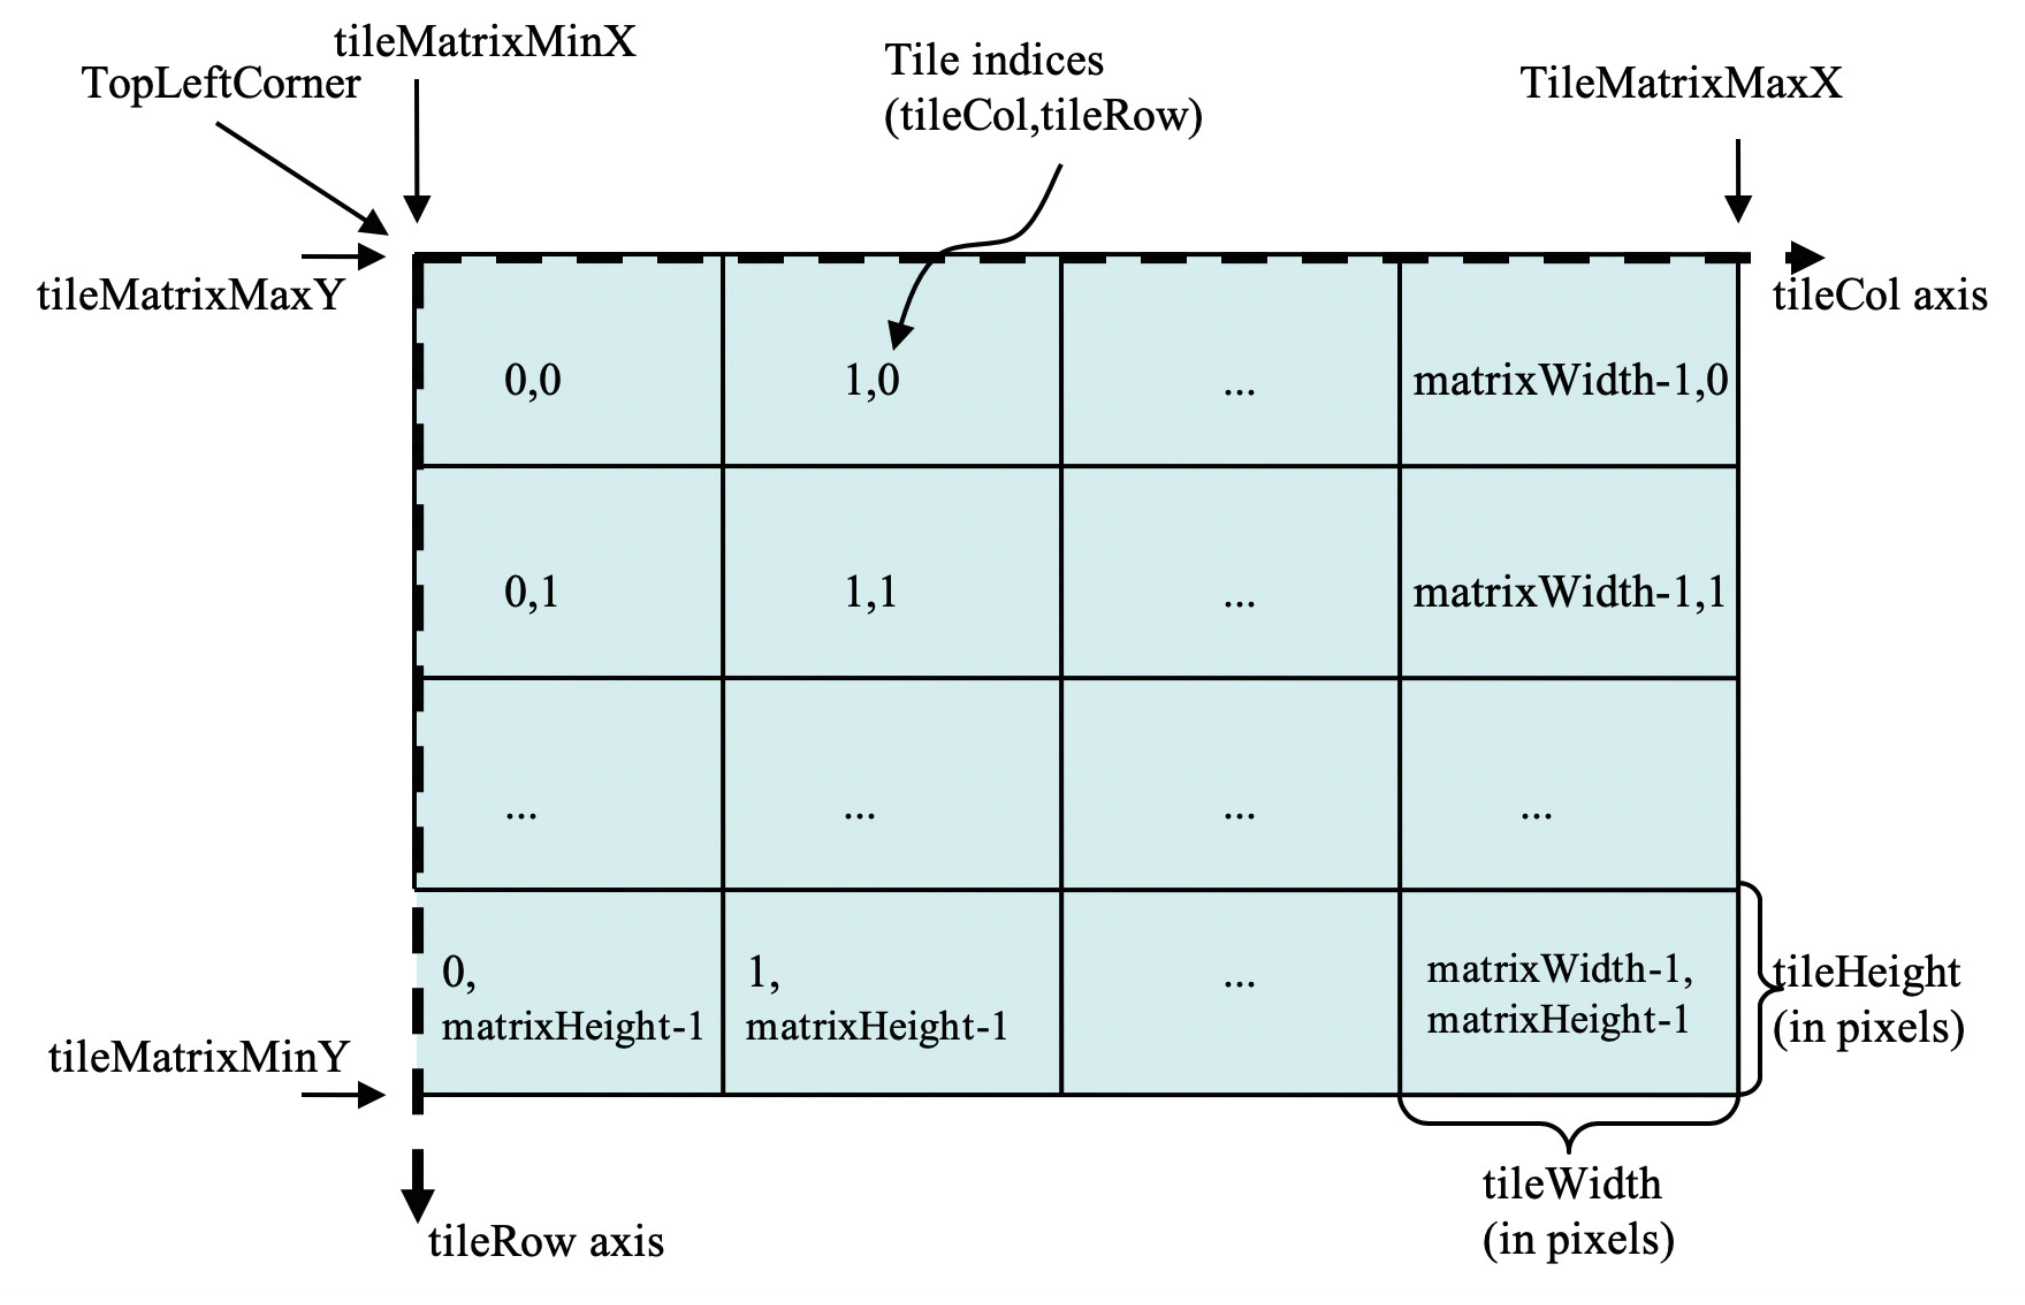 tileMatrixMinX
TopLeftCorner
Tile indices
(tileCol,tileRow)
TileMatrixMaxX
tileMatrixMaxY
tileCol axis
0,0
1,0
...
matrixWidth-1,0
0,1
1,1
...
matrixWidth-1,1
...
...
...
...
0,
matrixHeight-1
1,
matrixHeight-1
...
matrixWidth-1,
matrixHeight-1
tileHeight
(in pixels)
tileMatrixMinY
tileWidth
(in pixels)
tileRow axis